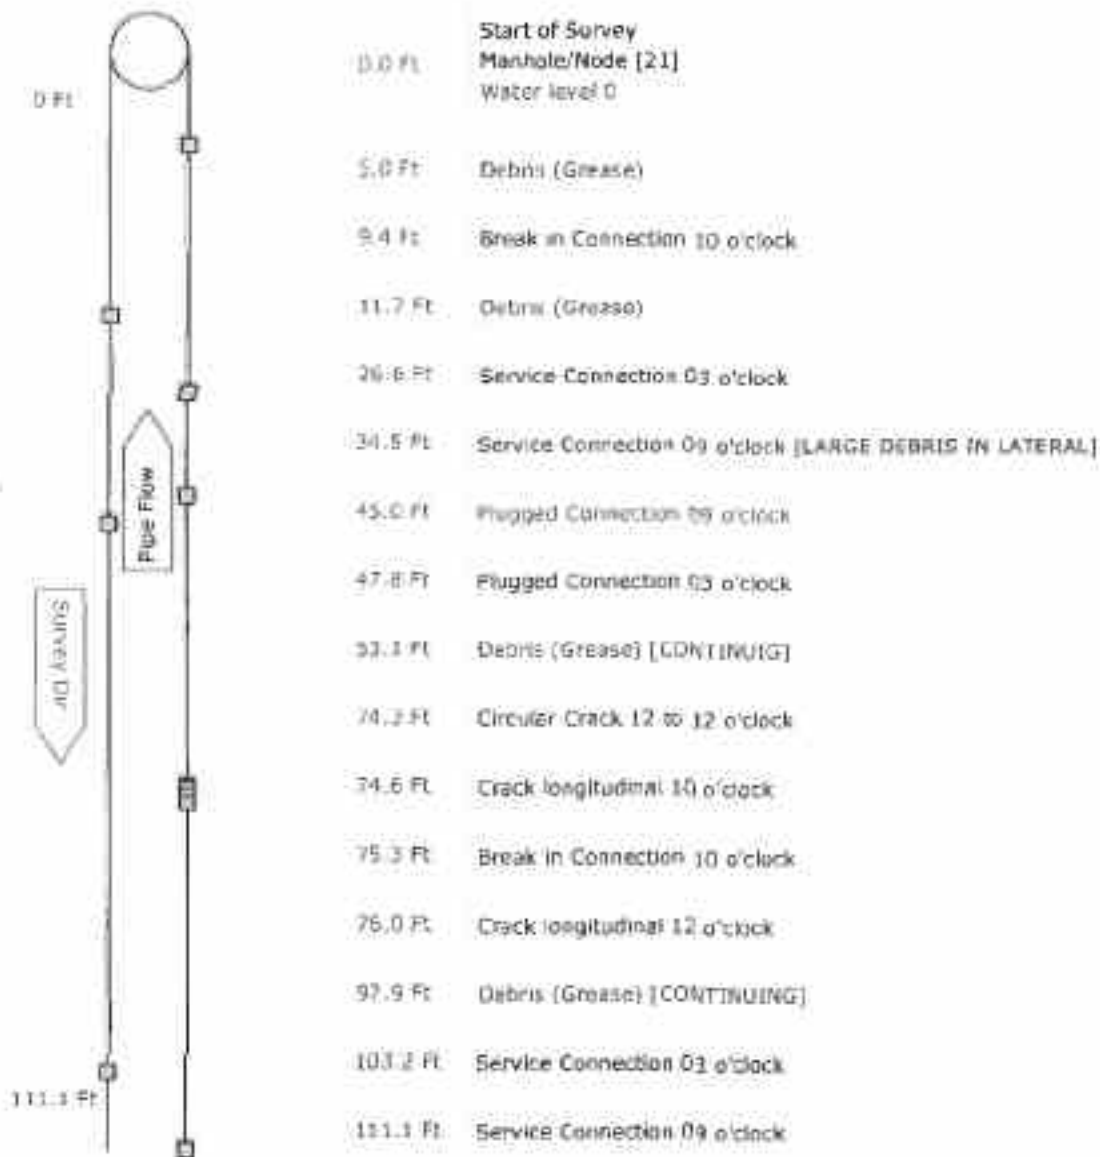 Start of Survey
0.0 Ft Manhole/Node [21]
Water level 0
0 Ft
5.0 Ft Debris (Grease)
9.4 Ft Break in Connection 10 o'clock
11.7 Ft Debris (Grease)
26.6 Ft Service Connection 03 o'clock
34.5 Ft Service Connection 09 o'clock [LARGE DEBRIS IN LATERAL]
Pipe Flow
45.0 Ft Plugged Connection 09 o'clock
47.8 Ft Plugged Connection 03 o'clock
Survey Dir
53.1 Ft Debris (Grease) [CONTINUIG]
74.3 Ft Circular Crack 12 to 12 o'clock
74.6 Ft Crack longitudinal 10 o'clock
75.3 Ft Break in Connection 10 o'clock
76.0 Ft Crack longitudinal 12 o'clock
97.9 Ft Debris (Grease) [CONTINUING]
103.2 Ft Service Connection 03 o'clock
111.1 Ft
111.1 Ft Service Connection 09 o'clock